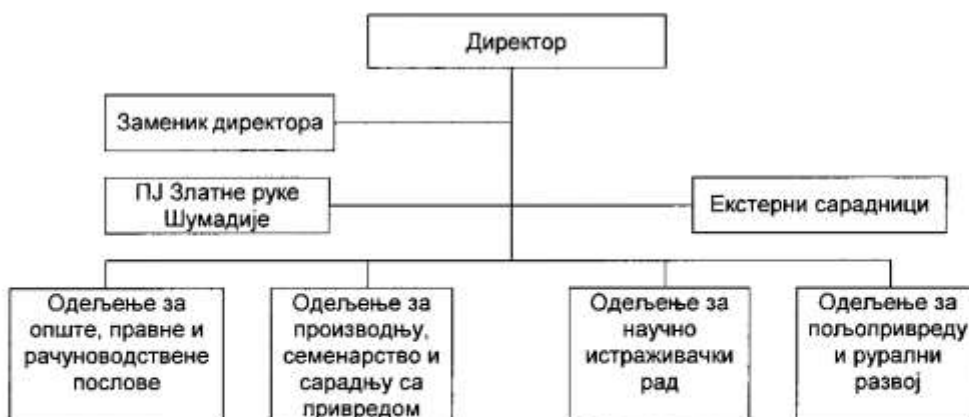 Директор
Заменик директора
ПЈ Златне руке
Шумадије
Екстерни сарадници
Одељење за
опште, правне и
рачуноводствене
послове
Одељење за
производњу,
семенарство и
сарадњу са
привредом
Одељење за
научно
истраживачки
рад
Одељење за
пољопривреду
и рурални
развој